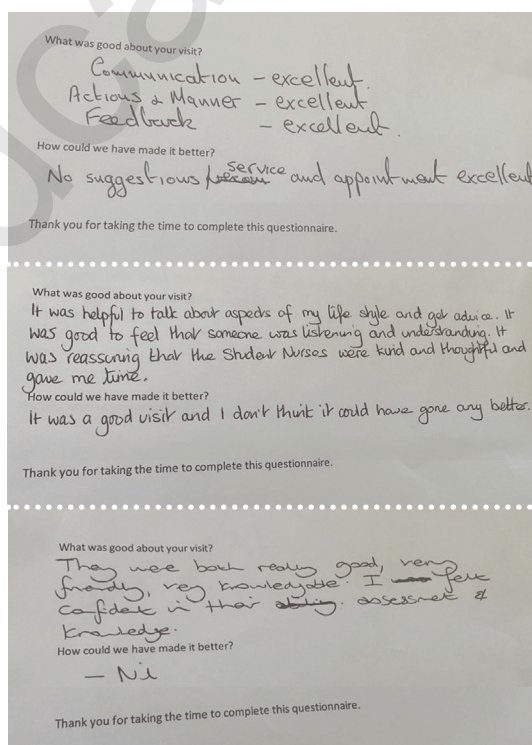 What was good about your visit?
Communication - excellent.
Actions & Manner - excellent
Feedback - excellent.
How could we have made it better?
No suggestions service and appointment excellent
Thank you for taking the time to complete this questionnaire.
What was good about your visit?
It was helpful to talk about aspects of my life style and get advice. It
was good to feel that someone was listening and understanding. It
was reassuring that the Student Nurses were kind and thoughtful and
gave me time.
How could we have made it better?
It was a good visit and I don't think it could have gone any better.
Thank you for taking the time to complete this questionnaire.
What was good about your visit?
They were both really good, very
friendly, very knowledgable. I felt
confident in their ability. assessment &
knowledge.
How could we have made it better?
- Nil
Thank you for taking the time to complete this questionnaire.